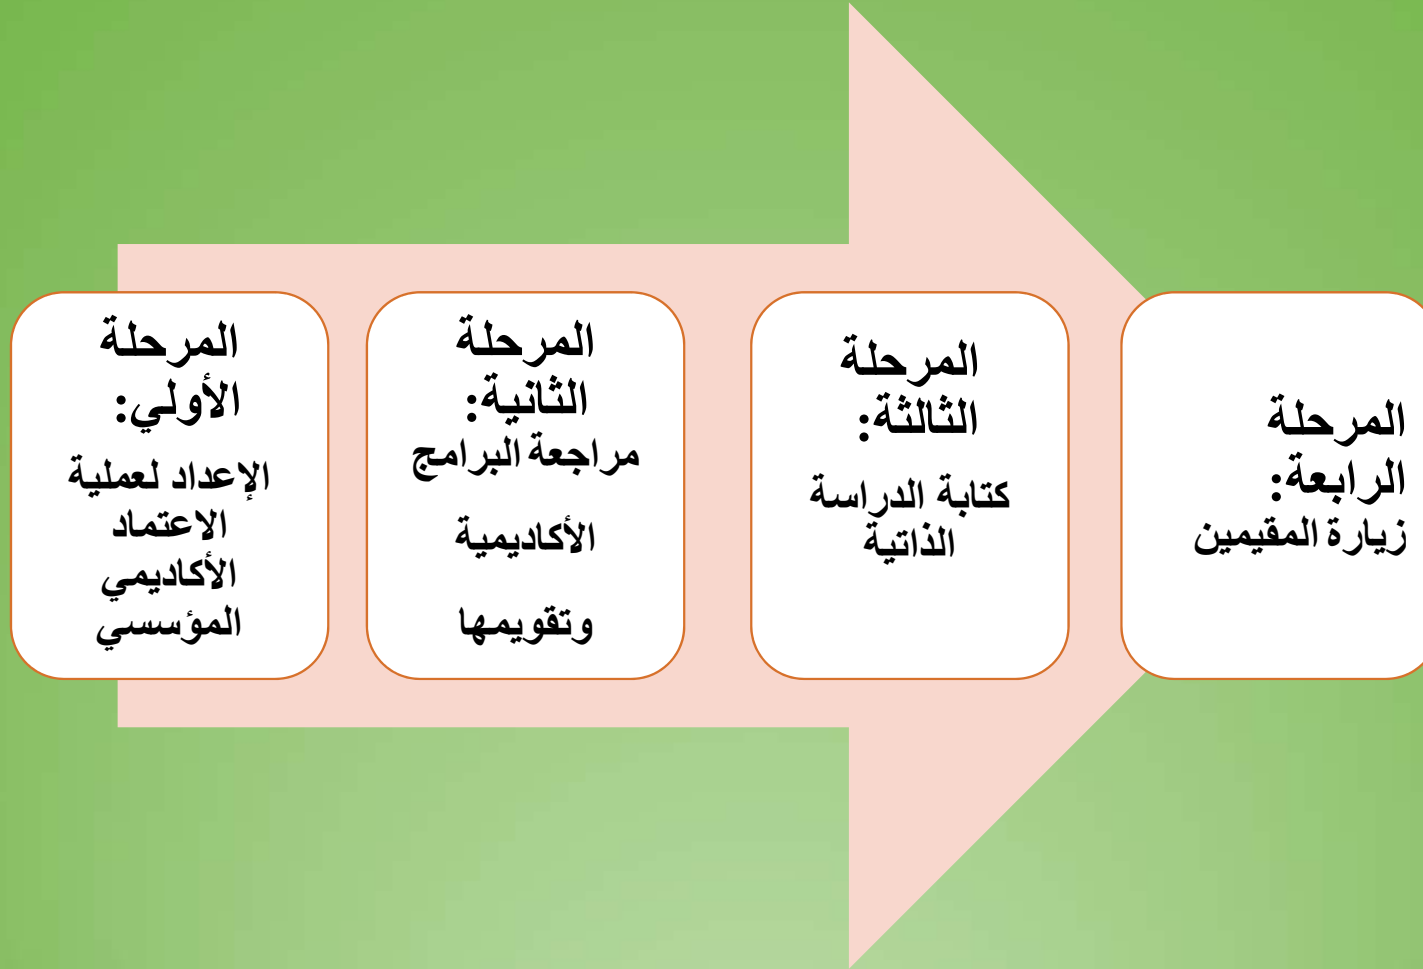 المرحلة
الأولي:
الإعداد لعملية
الاعتماد
الأكاديمي
المؤسسي
المرحلة
الثانية:
مراجعة البرامج
الأكاديمية
وتقويمها
المرحلة
الثالثة:
كتابة الدراسة
الذاتية
المرحلة
الرابعة:
زيارة المقيمين